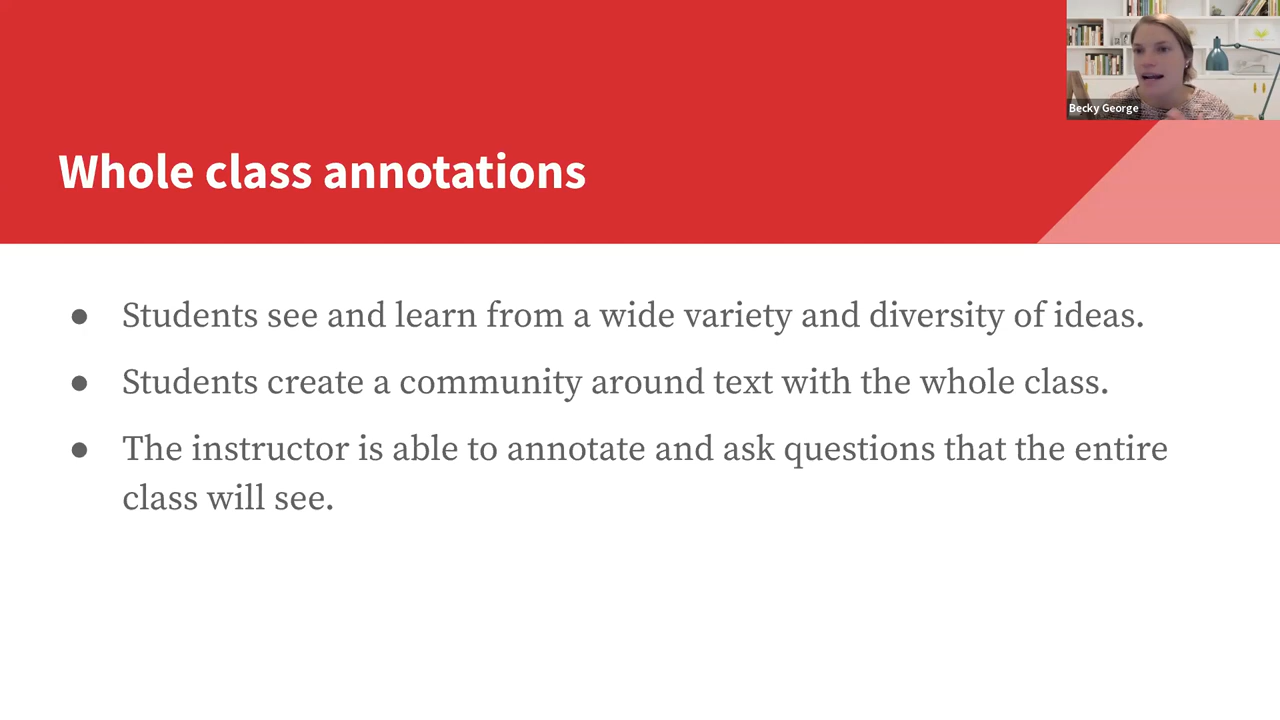 Becky George
Whole class annotations
● Students see and learn from a wide variety and diversity of ideas.
● Students create a community around text with the whole class.
● The instructor is able to annotate and ask questions that the entire
class will see.